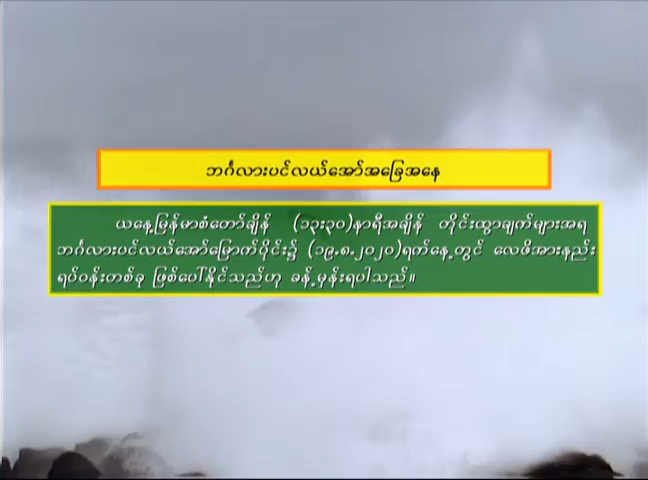 ဘင်္ဂလားပင်လယ်အော်အခြေအနေ
ယနေ့မြန်မာစံတော်ချိန် (၁၃း၃၀)နာရီအချိန် တိုင်းထွာချက်များအရ
ဘင်္ဂလားပင်လယ်အော်မြောက်ပိုင်း၌ (၁၉.၈.၂၀၂၀)ရက်နေ့တွင် လေဖိအားနည်း
ရပ်ဝန်းတစ်ခု ဖြစ်ပေါ်နိုင်သည်ဟု ခန့်မှန်းရပါသည်။